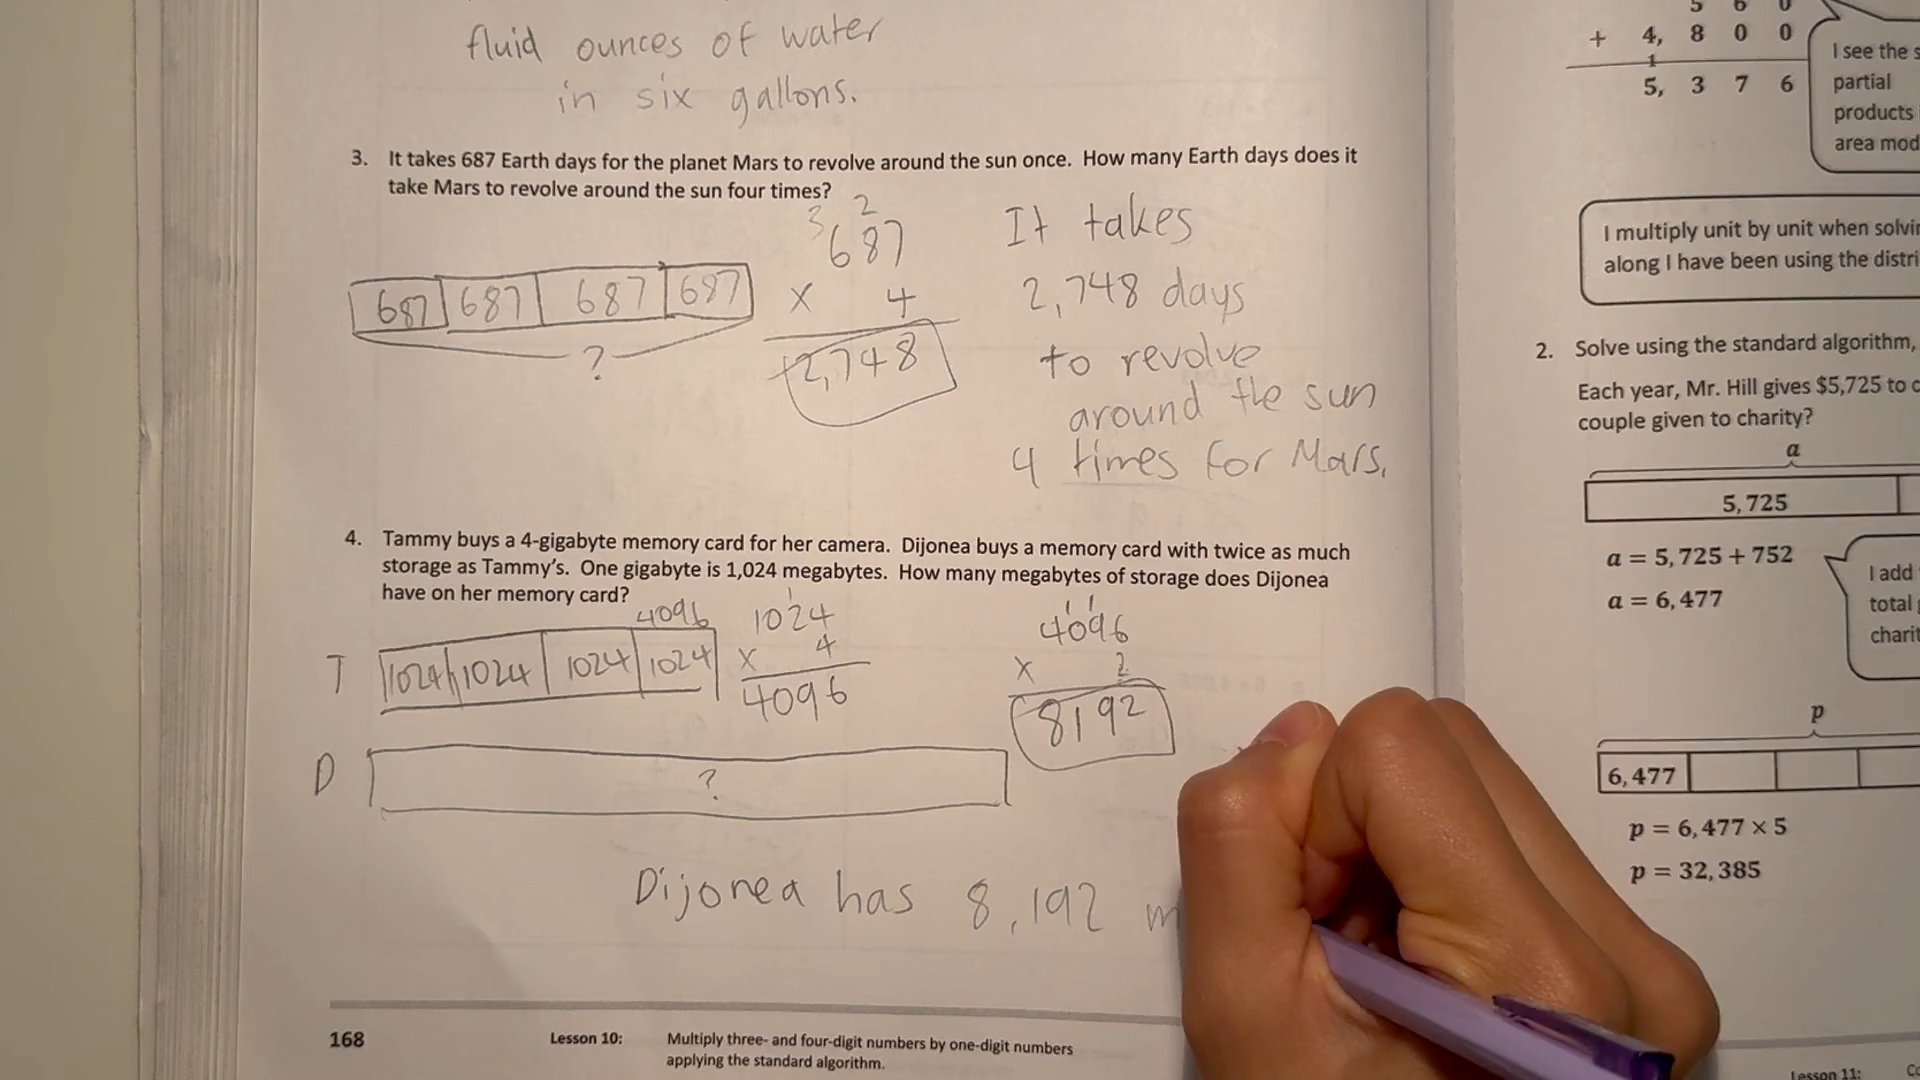 fluid ounces of water
in six gallons.
3. It takes 687 Earth days for the planet Mars to revolve around the sun once. How many Earth days does it
take Mars to revolve around the sun four times?
3 2
687
x 4
2,748
687 687 687 687
?
It takes
2,748 days
to revolve
around the sun
4 times for Mars.
4. Tammy buys a 4-gigabyte memory card for her camera. Dijonea buys a memory card with twice as much
storage as Tammy's. One gigabyte is 1,024 megabytes. How many megabytes of storage does Dijonea
have on her memory card?
4096
T 1024 1024 1024 1024
1
1024
x 4
4096
1 1
4096
x 2
8192
D ?
Dijonea has 8,192 m
168 Lesson 10: Multiply three- and four-digit numbers by one-digit numbers
applying the standard algorithm.
5 6 0
+ 4, 8 0 0
1
5, 3 7 6
I see the
partial
products
area
I multiply unit by unit when
along I have been using the
2. Solve using the standard algorithm,
Each year, Mr. Hill gives $5,725 to
couple given to charity?
a
5,725
a = 5,725 + 752
a = 6,477
I add
total
p
6,477
p = 6,477 × 5
p = 32,385
Lesson 11: